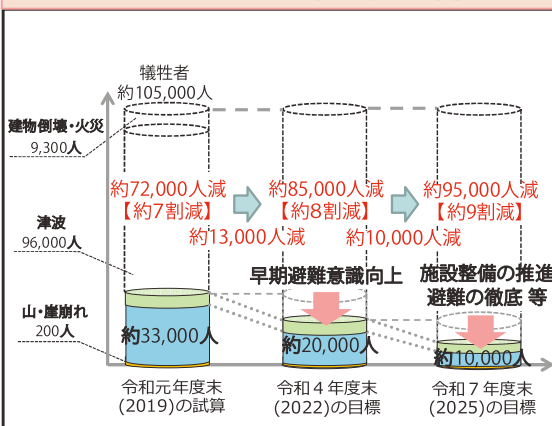 犠牲者
約105,000人
建物倒壊・火災
9,300人
約72,000人減
【約7割減】
約85,000人減
【約8割減】
約95,000人減
【約9割減】
約13,000人減
約10,000人減
津波
96,000人
早期避難意識向上
施設整備の推進
避難の徹底 等
山・崖崩れ
200人
約33,000人
約20,000人
約10,000人
令和元年度末
(2019)の試算
令和４年度末
(2022)の目標
令和７年度末
(2025)の目標